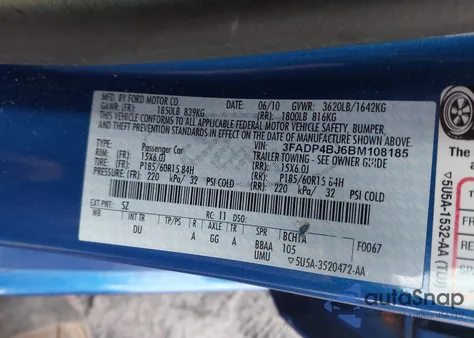 MFD. BY FORD MOTOR CO.
DATE: 06/10 GVWR: 3620LB/1642KG
GAWR: (FR): 1850LB 839KG (RR): 1800LB 816KG
THIS VEHICLE CONFORMS TO ALL APPLICABLE FEDERAL MOTOR VEHICLE SAFETY, BUMPER,
AND THEFT PREVENTION STANDARDS IN EFFECT ON THE DATE OF MANUFACTURE SHOWN ABOVE.
VIN: 3FADP4BJ6BM108185
TYPE: Passenger Car TRAILER TOWING - SEE OWNER GUIDE
RIM: (FR): 15X6.0J (RR): 15X6.0J
TIRE: P185/60R15 84H P185/60R15 84H
PRESSURE: (FR): 220 kPa/ 32 PSI COLD (RR): 220 kPa/ 32 PSI COLD
EXT PNT: SZ RC: 11 DSO: F0067
WB INT TR TP/PS R AXLE TR SPR
DU A GG A BBAA 105
UMU
5U5A-3520472-AA
5U5A-1532-AA
autoSnap